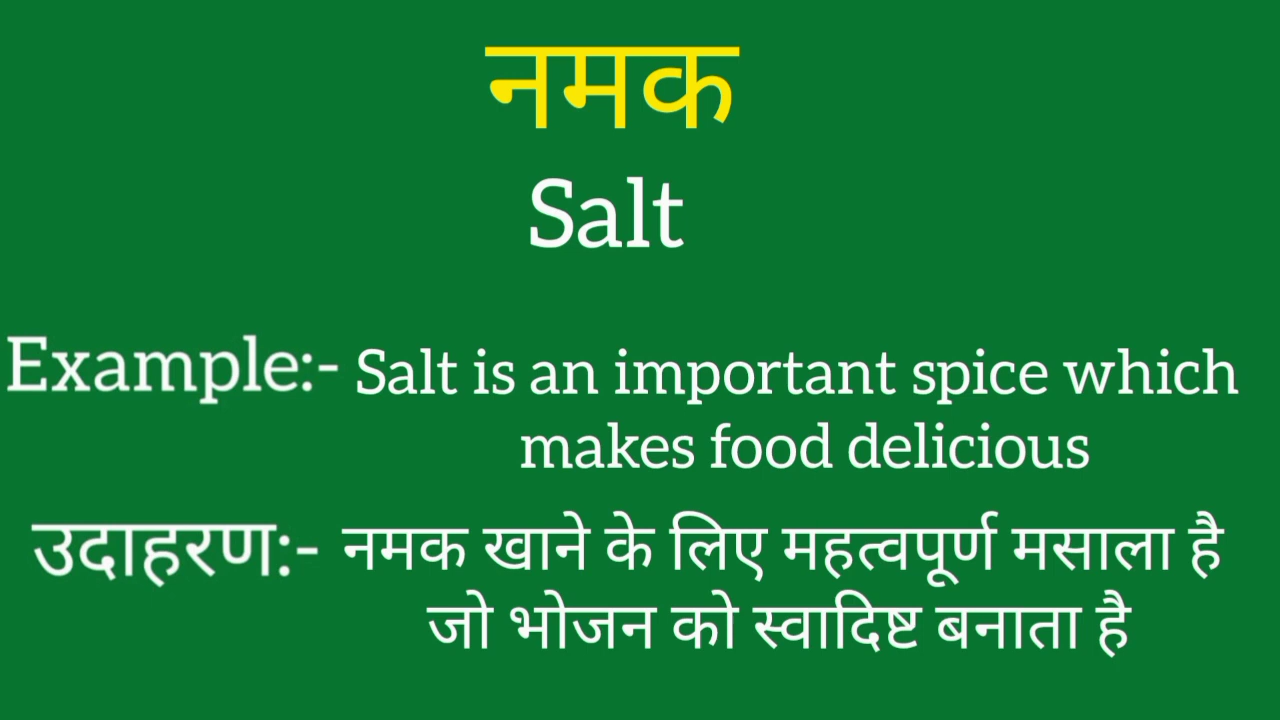 नमक
Salt
Example:- Salt is an important spice which
makes food delicious
उदाहरण:- नमक खाने के लिए महत्वपूर्ण मसाला है
जो भोजन को स्वादिष्ट बनाता है